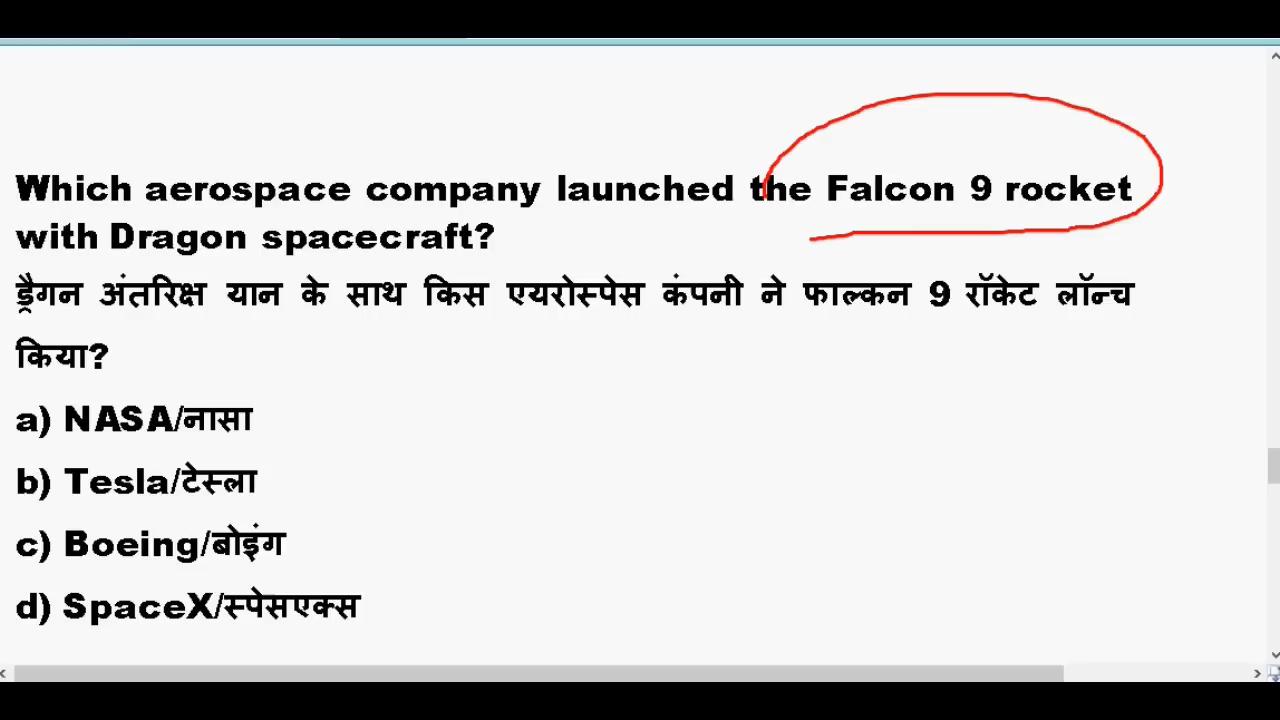 Which aerospace company launched the Falcon 9 rocket
with Dragon spacecraft?
ड्रैगन अंतरिक्ष यान के साथ किस एयरोस्पेस कंपनी ने फाल्कन 9 रॉकेट लॉन्च
किया?
a) NASA/नासा
b) Tesla/टेस्ला
c) Boeing/बोइंग
d) SpaceX/स्पेसएक्स